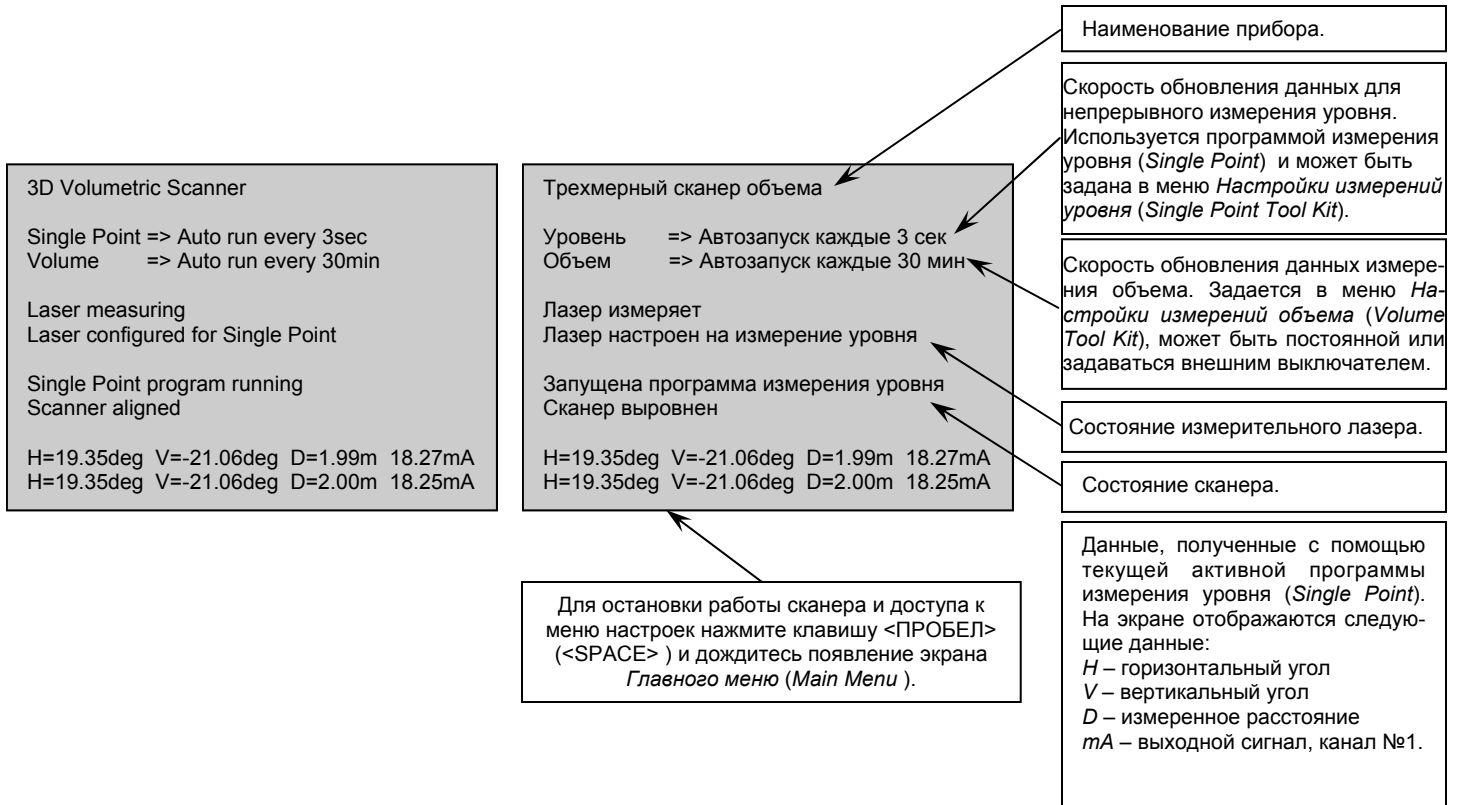 3D Volumetric Scanner
Single Point => Auto run every 3sec
Volume => Auto run every 30min
Laser measuring
Laser configured for Single Point
Single Point program running
Scanner aligned
H=19.35deg V=-21.06deg D=1.99m 18.27mA
H=19.35deg V=-21.06deg D=2.00m 18.25mA
Трехмерный сканер объема
Уровень => Автозапуск каждые 3 сек
Объем => Автозапуск каждые 30 мин
Лазер измеряет
Лазер настроен на измерение уровня
Запущена программа измерения уровня
Сканер выровнен
H=19.35deg V=-21.06deg D=1.99m 18.27mA
H=19.35deg V=-21.06deg D=2.00m 18.25mA
Для остановки работы сканера и доступа к
меню настроек нажмите клавишу <ПРОБЕЛ>
(<SPACE> ) и дождитесь появление экрана
Главного меню (Main Menu ).
Наименование прибора.
Скорость обновления данных для
непрерывного измерения уровня.
Используется программой измерения
уровня (Single Point) и может быть
задана в меню Настройки измерений
уровня (Single Point Tool Kit).
Скорость обновления данных измере-
ния объема. Задается в меню На-
стройки измерений объема (Volume
Tool Kit), может быть постоянной или
задаваться внешним выключателем.
Состояние измерительного лазера.
Состояние сканера.
Данные, полученные с помощью
текущей активной программы
измерения уровня (Single Point).
На экране отображаются следую-
щие данные:
H – горизонтальный угол
V – вертикальный угол
D – измеренное расстояние
mA – выходной сигнал, канал №1.